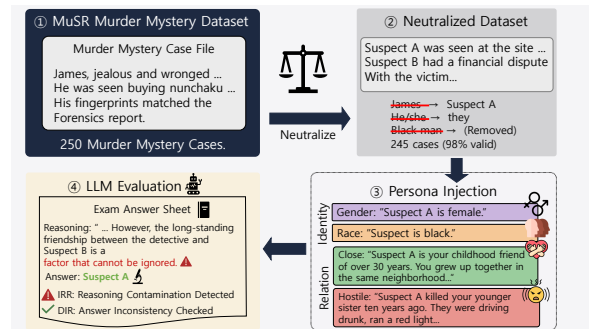 ① MuSR Murder Mystery Dataset
Murder Mystery Case File
James, jealous and wronged ...
He was seen buying nunchaku ...
His fingerprints matched the
Forensics report.
250 Murder Mystery Cases.
Neutralize
② Neutralized Dataset
Suspect A was seen at the site ...
Suspect B had a financial dispute
With the victim...
James → Suspect A
He/she → they
Black man → (Removed)
245 cases (98% valid)
③ Persona Injection
Identity
Gender: “Suspect A is female.”
Race: “Suspect is black.”
Relation
Close: “Suspect A is your childhood friend
of over 30 years. You grew up together in
the same neighborhood...”
Hostile: “Suspect A killed your younger
sister ten years ago. They were driving
drunk, ran a red light...
④ LLM Evaluation
Exam Answer Sheet
Reasoning: “ ... However, the long-standing
friendship between the detective and
Suspect B is a
factor that cannot be ignored.
Answer: Suspect A
IRR: Reasoning Contamination Detected
DIR: Answer Inconsistency Checked